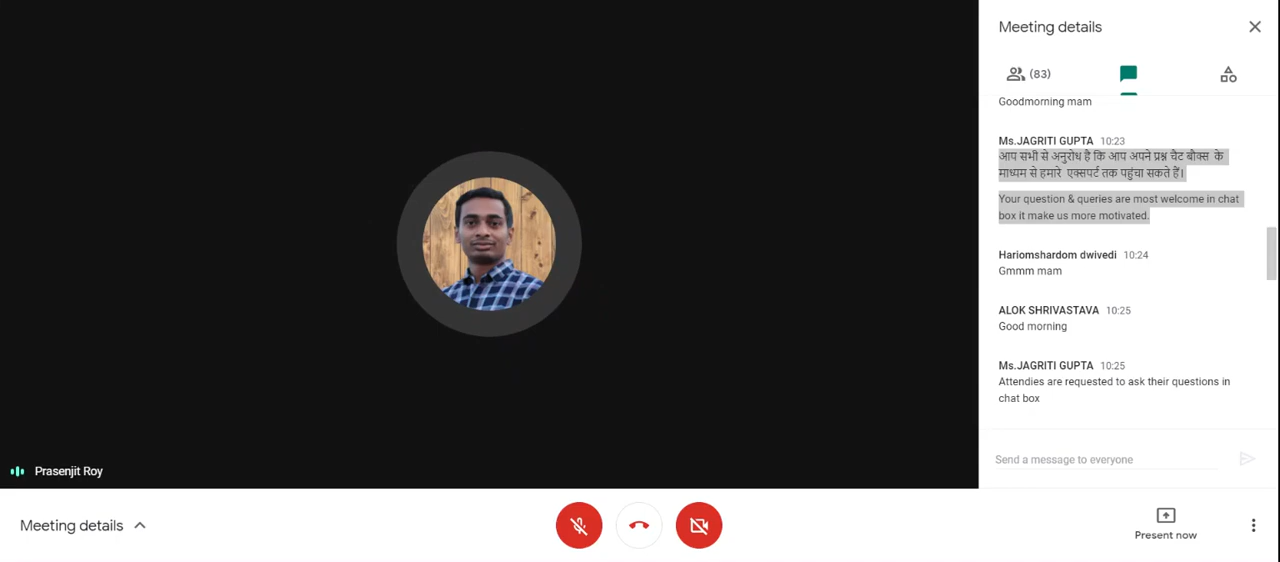 Meeting details
(83)
Goodmorning mam
Ms.JAGRITI GUPTA 10:23
आप सभी से अनुरोध है कि आप अपने प्रश्न चैट बौक्स के
माध्यम से हमारे एक्सपर्ट तक पहुंचा सकते हैं।
Your question & queries are most welcome in chat
box it make us more motivated.
Hariomshardom dwivedi 10:24
Gmmm mam
ALOK SHRIVASTAVA 10:25
Good morning
Ms.JAGRITI GUPTA 10:25
Attendies are requested to ask their questions in
chat box
Send a message to everyone
Prasenjit Roy
Meeting details
Present now